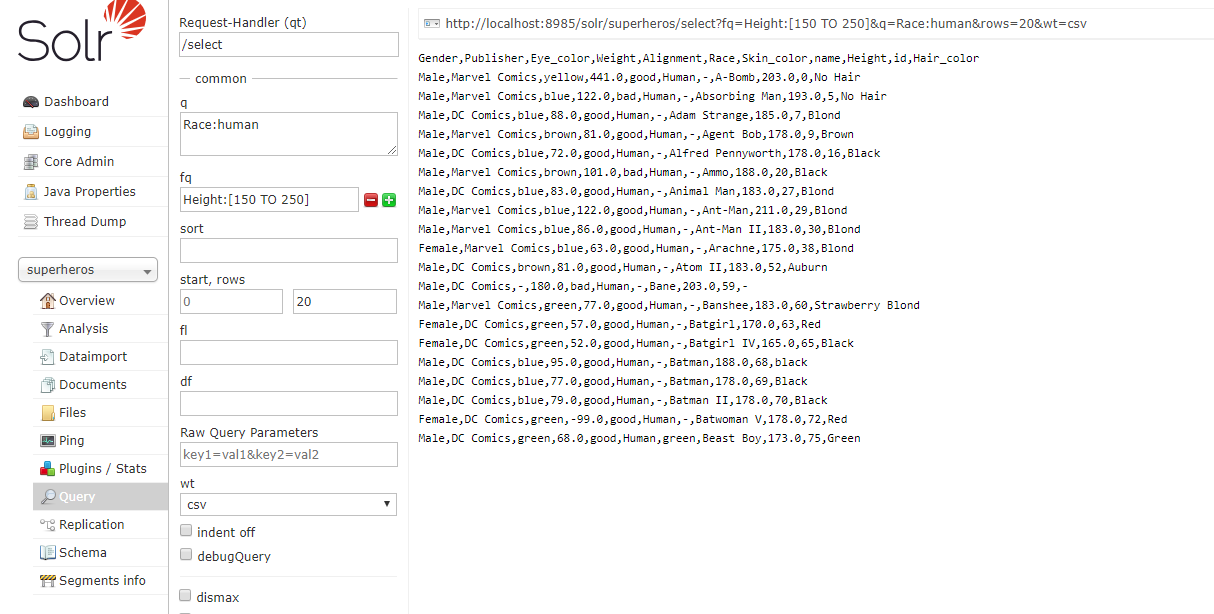 Solr
Dashboard
Logging
Core Admin
Java Properties
Thread Dump
superheros
Overview
Analysis
Dataimport
Documents
Files
Ping
Plugins / Stats
Query
Replication
Schema
Segments info
Request-Handler (qt)
/select
common
q
Race:human
fq
Height:[150 TO 250]
sort
start, rows
0 20
fl
df
Raw Query Parameters
key1=val1&key2=val2
wt
csv
indent off
debugQuery
dismax
http://localhost:8985/solr/superheros/select?fq=Height:[150 TO 250]&q=Race:human&rows=20&wt=csv
Gender,Publisher,Eye_color,Weight,Alignment,Race,Skin_color,name,Height,id,Hair_color
Male,Marvel Comics,yellow,441.0,good,Human,-,A-Bomb,203.0,0,No Hair
Male,Marvel Comics,blue,122.0,bad,Human,-,Absorbing Man,193.0,5,No Hair
Male,DC Comics,blue,88.0,good,Human,-,Adam Strange,185.0,7,Blond
Male,Marvel Comics,brown,81.0,good,Human,-,Agent Bob,178.0,9,Brown
Male,DC Comics,blue,72.0,good,Human,-,Alfred Pennyworth,178.0,16,Black
Male,Marvel Comics,brown,101.0,bad,Human,-,Ammo,188.0,20,Black
Male,DC Comics,blue,83.0,good,Human,-,Animal Man,183.0,27,Blond
Male,Marvel Comics,blue,122.0,good,Human,-,Ant-Man,211.0,29,Blond
Male,Marvel Comics,blue,86.0,good,Human,-,Ant-Man II,183.0,30,Blond
Female,Marvel Comics,blue,63.0,good,Human,-,Arachne,175.0,38,Blond
Male,DC Comics,brown,81.0,good,Human,-,Atom II,183.0,52,Auburn
Male,DC Comics,-,180.0,bad,Human,-,Bane,203.0,59,-
Male,Marvel Comics,green,77.0,good,Human,-,Banshee,183.0,60,Strawberry Blond
Female,DC Comics,green,57.0,good,Human,-,Batgirl,170.0,63,Red
Female,DC Comics,green,52.0,good,Human,-,Batgirl IV,165.0,65,Black
Male,DC Comics,blue,95.0,good,Human,-,Batman,188.0,68,black
Male,DC Comics,blue,77.0,good,Human,-,Batman,178.0,69,Black
Male,DC Comics,blue,79.0,good,Human,-,Batman II,178.0,70,Black
Female,DC Comics,green,-99.0,good,Human,-,Batwoman V,178.0,72,Red
Male,DC Comics,green,68.0,good,Human,green,Beast Boy,173.0,75,Green